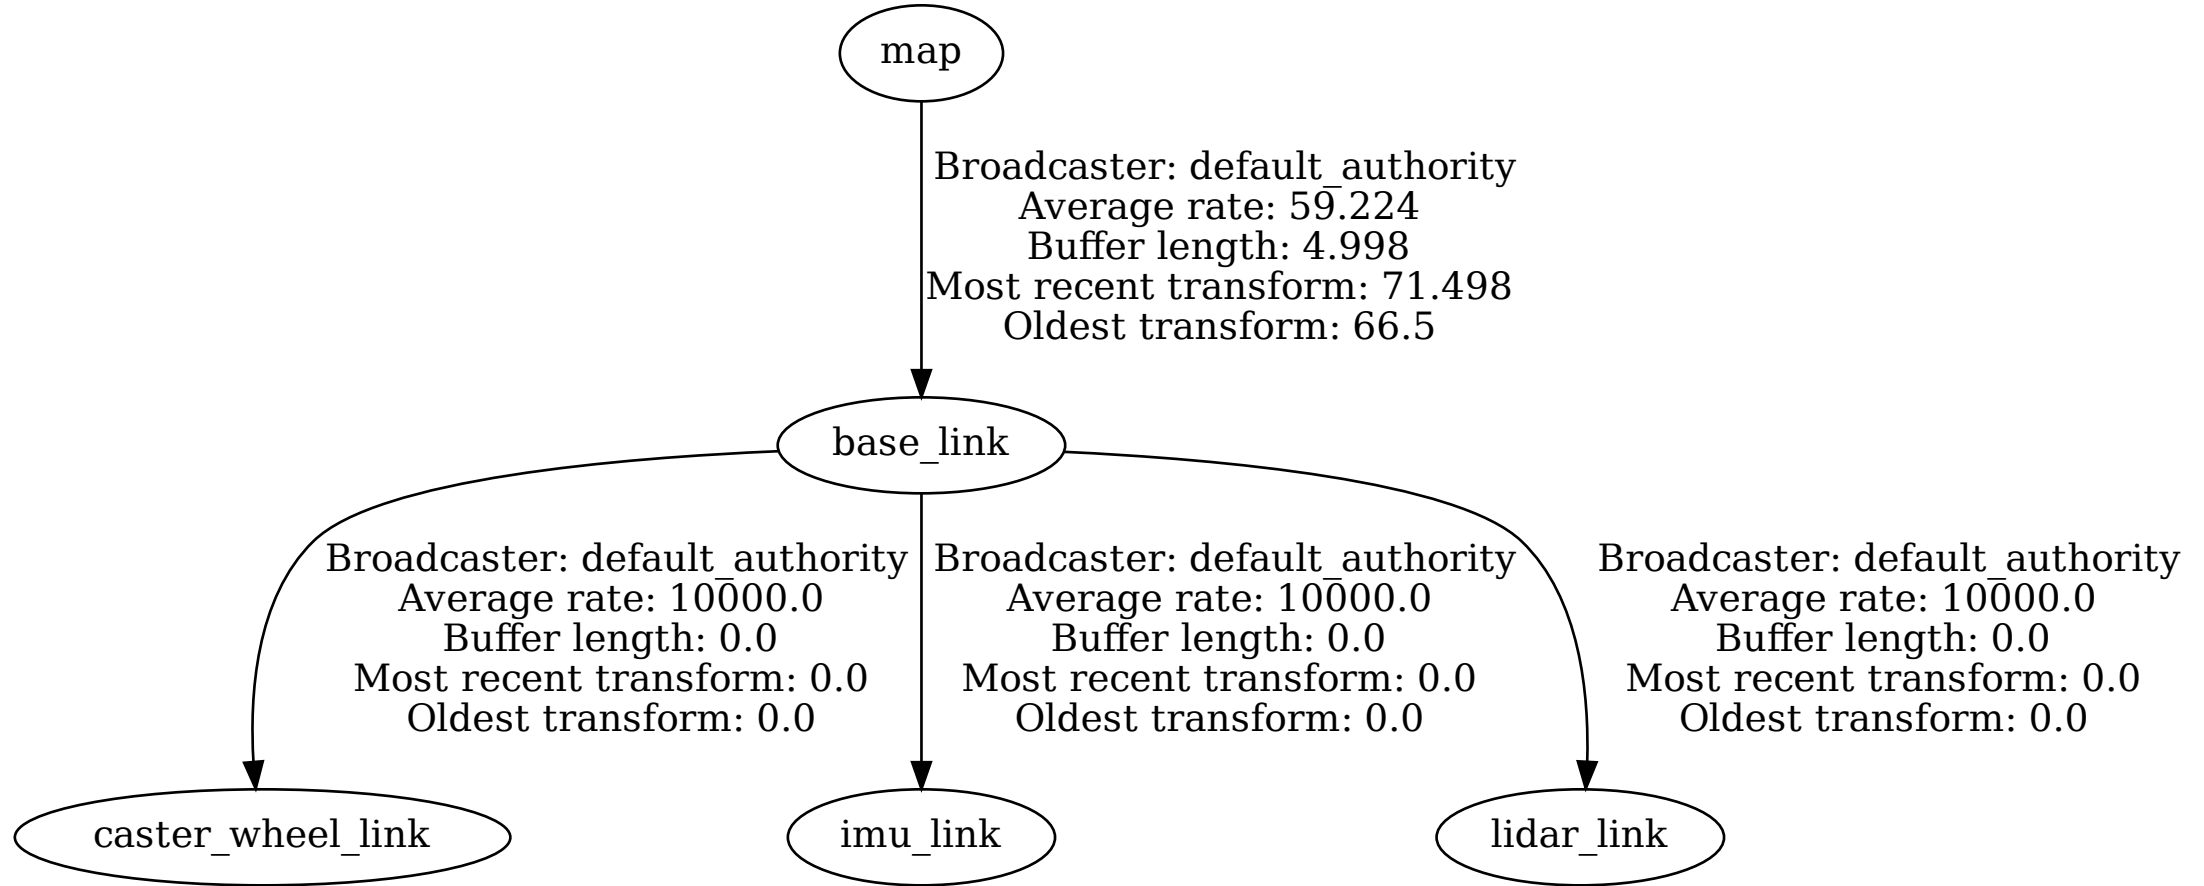 map
Broadcaster: default_authority
Average rate: 59.224
Buffer length: 4.998
Most recent transform: 71.498
Oldest transform: 66.5
base_link
Broadcaster: default_authority
Average rate: 10000.0
Buffer length: 0.0
Most recent transform: 0.0
Oldest transform: 0.0
Broadcaster: default_authority
Average rate: 10000.0
Buffer length: 0.0
Most recent transform: 0.0
Oldest transform: 0.0
Broadcaster: default_authority
Average rate: 10000.0
Buffer length: 0.0
Most recent transform: 0.0
Oldest transform: 0.0
caster_wheel_link
imu_link
lidar_link